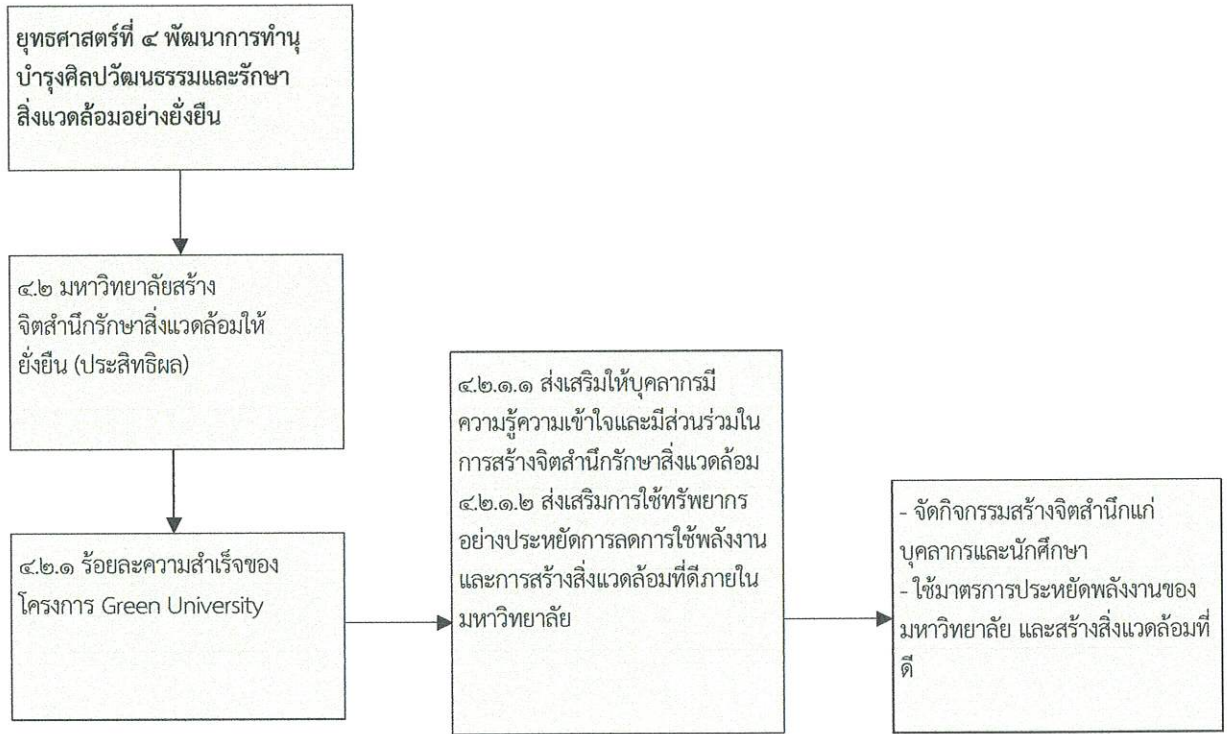 ยุทธศาสตร์ที่ ๔ พัฒนาการทำนุ
บำรุงศิลปวัฒนธรรมและรักษา
สิ่งแวดล้อมอย่างยั่งยืน
๔.๒ มหาวิทยาลัยสร้าง
จิตสำนึกรักษาสิ่งแวดล้อมให้
ยั่งยืน (ประสิทธิผล)
๔.๒.๑ ร้อยละความสำเร็จของ
โครงการ Green University
๔.๒.๑.๑ ส่งเสริมให้บุคลากรมี
ความรู้ความเข้าใจและมีส่วนร่วมใน
การสร้างจิตสำนึกรักษาสิ่งแวดล้อม
๔.๒.๑.๒ ส่งเสริมการใช้ทรัพยากร
อย่างประหยัดการลดการใช้พลังงาน
และการสร้างสิ่งแวดล้อมที่ดีภายใน
มหาวิทยาลัย
- จัดกิจกรรมสร้างจิตสำนึกแก่
บุคลากรและนักศึกษา
- ใช้มาตรการประหยัดพลังงานของ
มหาวิทยาลัย และสร้างสิ่งแวดล้อมที่
ดี